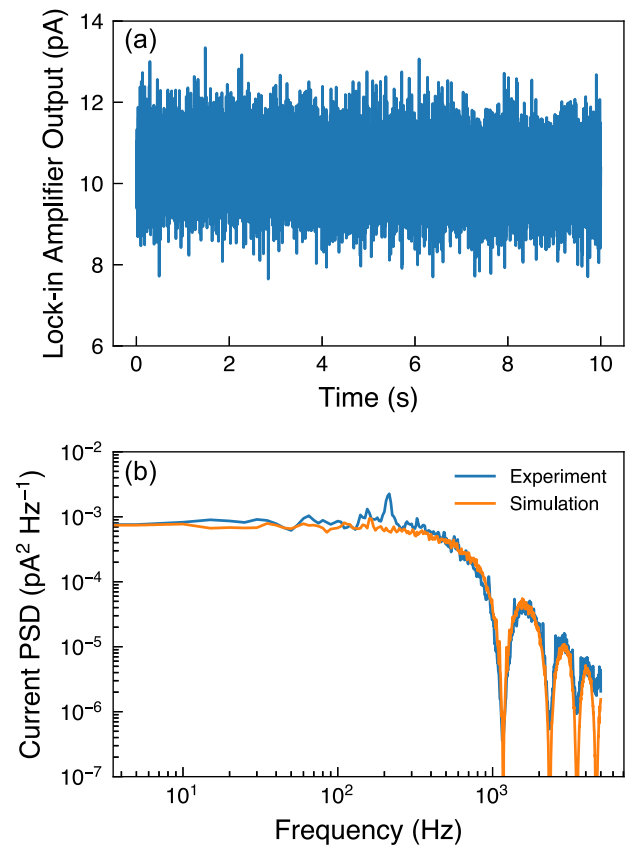 (a)
Lock-in Amplifier Output (pA)
14
12
10
8
6
0 2 4 6 8 10
Time (s)
(b)
Current PSD (pA² Hz⁻¹)
10⁻²
10⁻³
10⁻⁴
10⁻⁵
10⁻⁶
10⁻⁷
Experiment
Simulation
10¹ 10² 10³
Frequency (Hz)